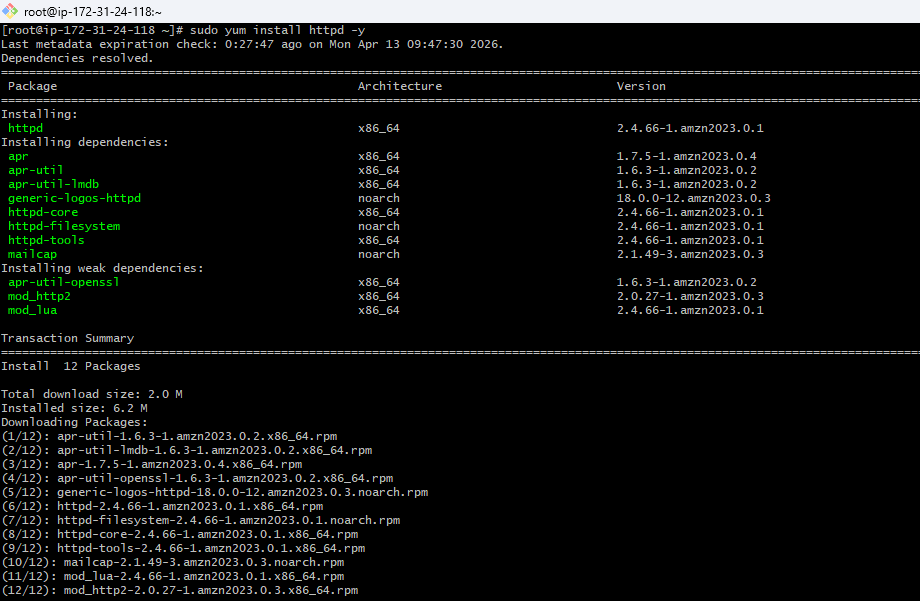 root@ip-172-31-24-118:~
[root@ip-172-31-24-118 ~]# sudo yum install httpd -y
Last metadata expiration check: 0:27:47 ago on Mon Apr 13 09:47:30 2026.
Dependencies resolved.
Package Architecture Version
Installing:
httpd x86_64 2.4.66-1.amzn2023.0.1
Installing dependencies:
apr x86_64 1.7.5-1.amzn2023.0.4
apr-util x86_64 1.6.3-1.amzn2023.0.2
apr-util-lmdb x86_64 1.6.3-1.amzn2023.0.2
generic-logos-httpd noarch 18.0.0-12.amzn2023.0.3
httpd-core x86_64 2.4.66-1.amzn2023.0.1
httpd-filesystem noarch 2.4.66-1.amzn2023.0.1
httpd-tools x86_64 2.4.66-1.amzn2023.0.1
mailcap noarch 2.1.49-3.amzn2023.0.3
Installing weak dependencies:
apr-util-openssl x86_64 1.6.3-1.amzn2023.0.2
mod_http2 x86_64 2.0.27-1.amzn2023.0.3
mod_lua x86_64 2.4.66-1.amzn2023.0.1
Transaction Summary
Install 12 Packages
Total download size: 2.0 M
Installed size: 6.2 M
Downloading Packages:
(1/12): apr-util-1.6.3-1.amzn2023.0.2.x86_64.rpm
(2/12): apr-util-lmdb-1.6.3-1.amzn2023.0.2.x86_64.rpm
(3/12): apr-1.7.5-1.amzn2023.0.4.x86_64.rpm
(4/12): apr-util-openssl-1.6.3-1.amzn2023.0.2.x86_64.rpm
(5/12): generic-logos-httpd-18.0.0-12.amzn2023.0.3.noarch.rpm
(6/12): httpd-2.4.66-1.amzn2023.0.1.x86_64.rpm
(7/12): httpd-filesystem-2.4.66-1.amzn2023.0.1.noarch.rpm
(8/12): httpd-core-2.4.66-1.amzn2023.0.1.x86_64.rpm
(9/12): httpd-tools-2.4.66-1.amzn2023.0.1.x86_64.rpm
(10/12): mailcap-2.1.49-3.amzn2023.0.3.noarch.rpm
(11/12): mod_lua-2.4.66-1.amzn2023.0.1.x86_64.rpm
(12/12): mod_http2-2.0.27-1.amzn2023.0.3.x86_64.rpm